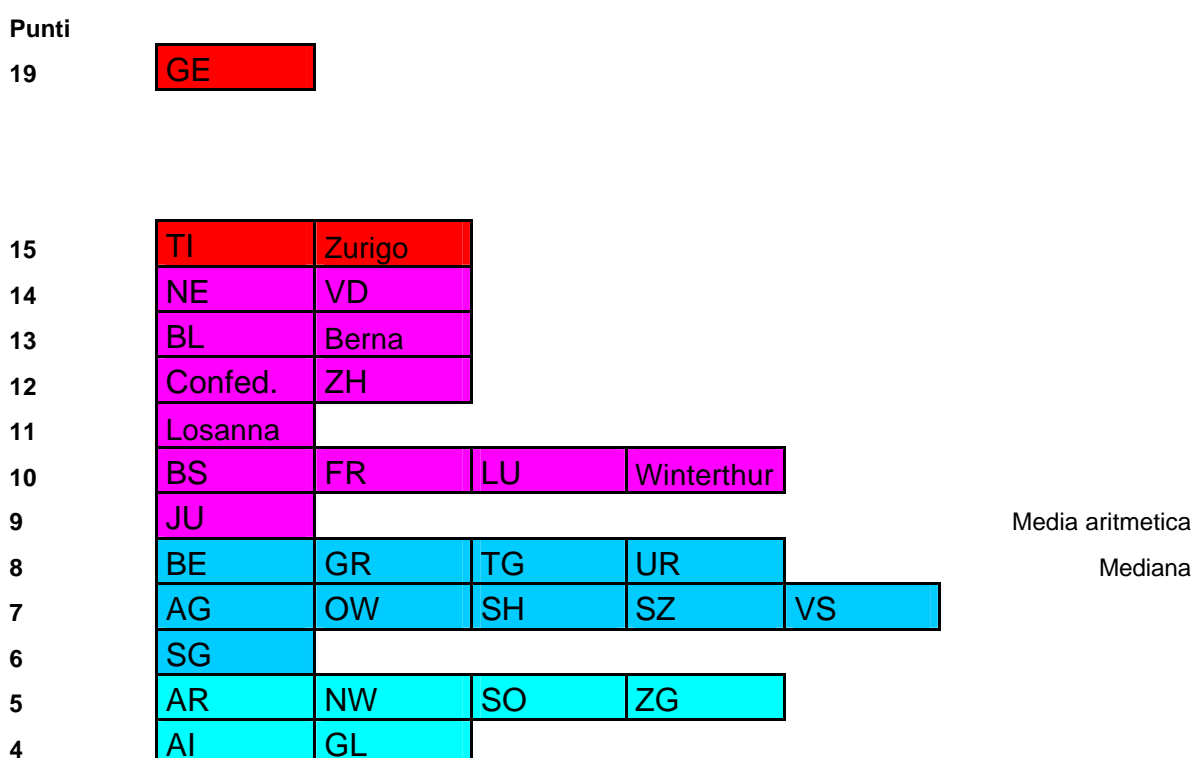 Punti
19 GE
15 TI Zurigo
14 NE VD
13 BL Berna
12 Confed. ZH
11 Losanna
10 BS FR LU Winterthur
9 JU Media aritmetica
8 BE GR TG UR Mediana
7 AG OW SH SZ VS
6 SG
5 AR NW SO ZG
4 AI GL